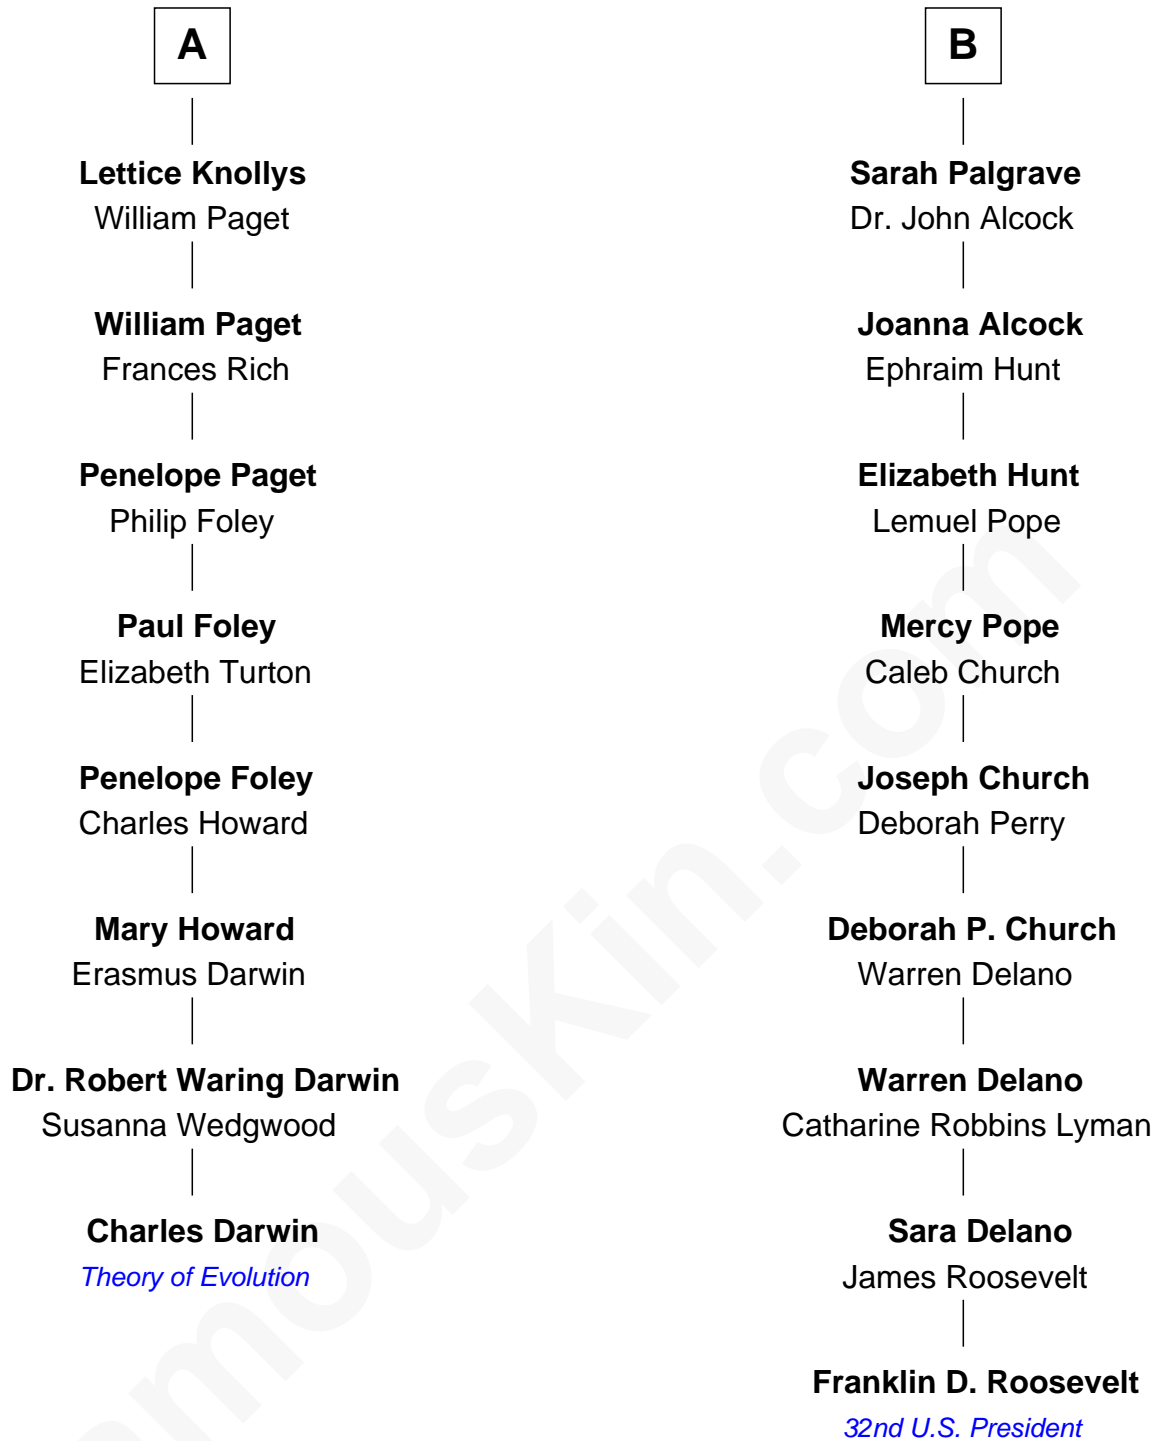 A
Lettice Knollys
William Paget
William Paget
Frances Rich
Penelope Paget
Philip Foley
Paul Foley
Elizabeth Turton
Penelope Foley
Charles Howard
Mary Howard
Erasmus Darwin
Dr. Robert Waring Darwin
Susanna Wedgwood
Charles Darwin
Theory of Evolution
B
Sarah Palgrave
Dr. John Alcock
Joanna Alcock
Ephraim Hunt
Elizabeth Hunt
Lemuel Pope
Mercy Pope
Caleb Church
Joseph Church
Deborah Perry
Deborah P. Church
Warren Delano
Warren Delano
Catharine Robbins Lyman
Sara Delano
James Roosevelt
Franklin D. Roosevelt
32nd U.S. President
amouskin.com